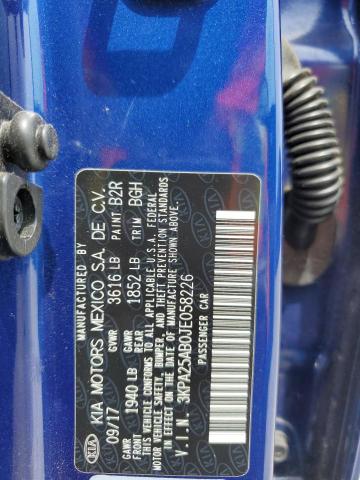 MANUFACTURED BY
KIA KIA MOTORS MEXICO S.A. DE C.V.
09/17 GVWR 3616 LB PAINT B2R
GAWR FRONT 1940 LB GAWR REAR 1852 LB TRIM BGH
THIS VEHICLE CONFORMS TO ALL APPLICABLE U.S.A. FEDERAL
MOTOR VEHICLE SAFETY, BUMPER, AND THEFT PREVENTION STANDARDS
IN EFFECT ON THE DATE OF MANUFACTURE SHOWN ABOVE.
V.I.N. 3KPA25AB0JE058226
PASSENGER CAR